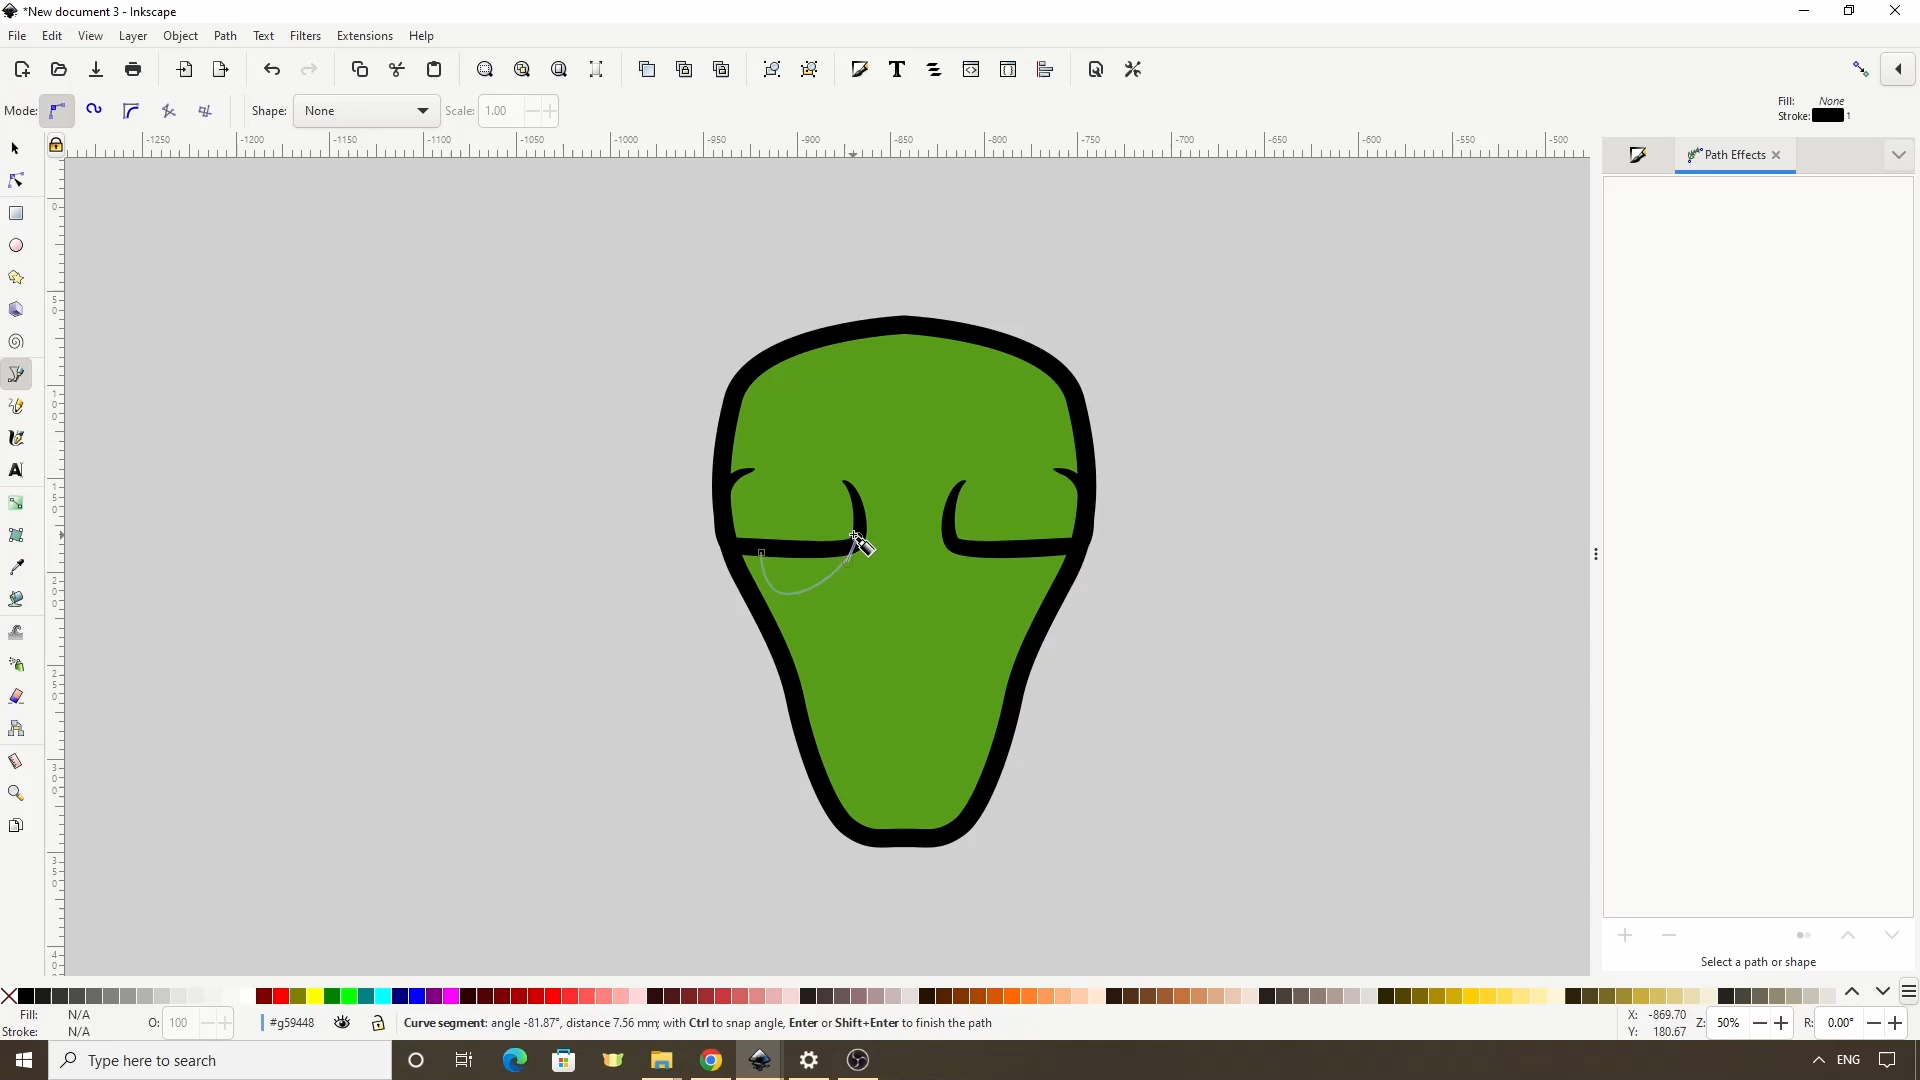 *New document 3 - Inkscape
File Edit View Layer Object Path Text Filters Extensions Help
Mode: Shape: None Scale: 1.00
Fill: None
Stroke: 1
-1250 -1200 -1150 -1100 -1050 -1000 -950 -900 -850 -800 -750 -700 -650 -600 -550 -500
Path Effects
Select a path or shape
Fill: N/A
Stroke: N/A
O: 100
#g59448
Curve segment: angle -81.87°, distance 7.56 mm; with Ctrl to snap angle, Enter or Shift+Enter to finish the path
X: -869.70
Y: 180.67
Z: 50%
R: 0.00°
Type here to search
ENG